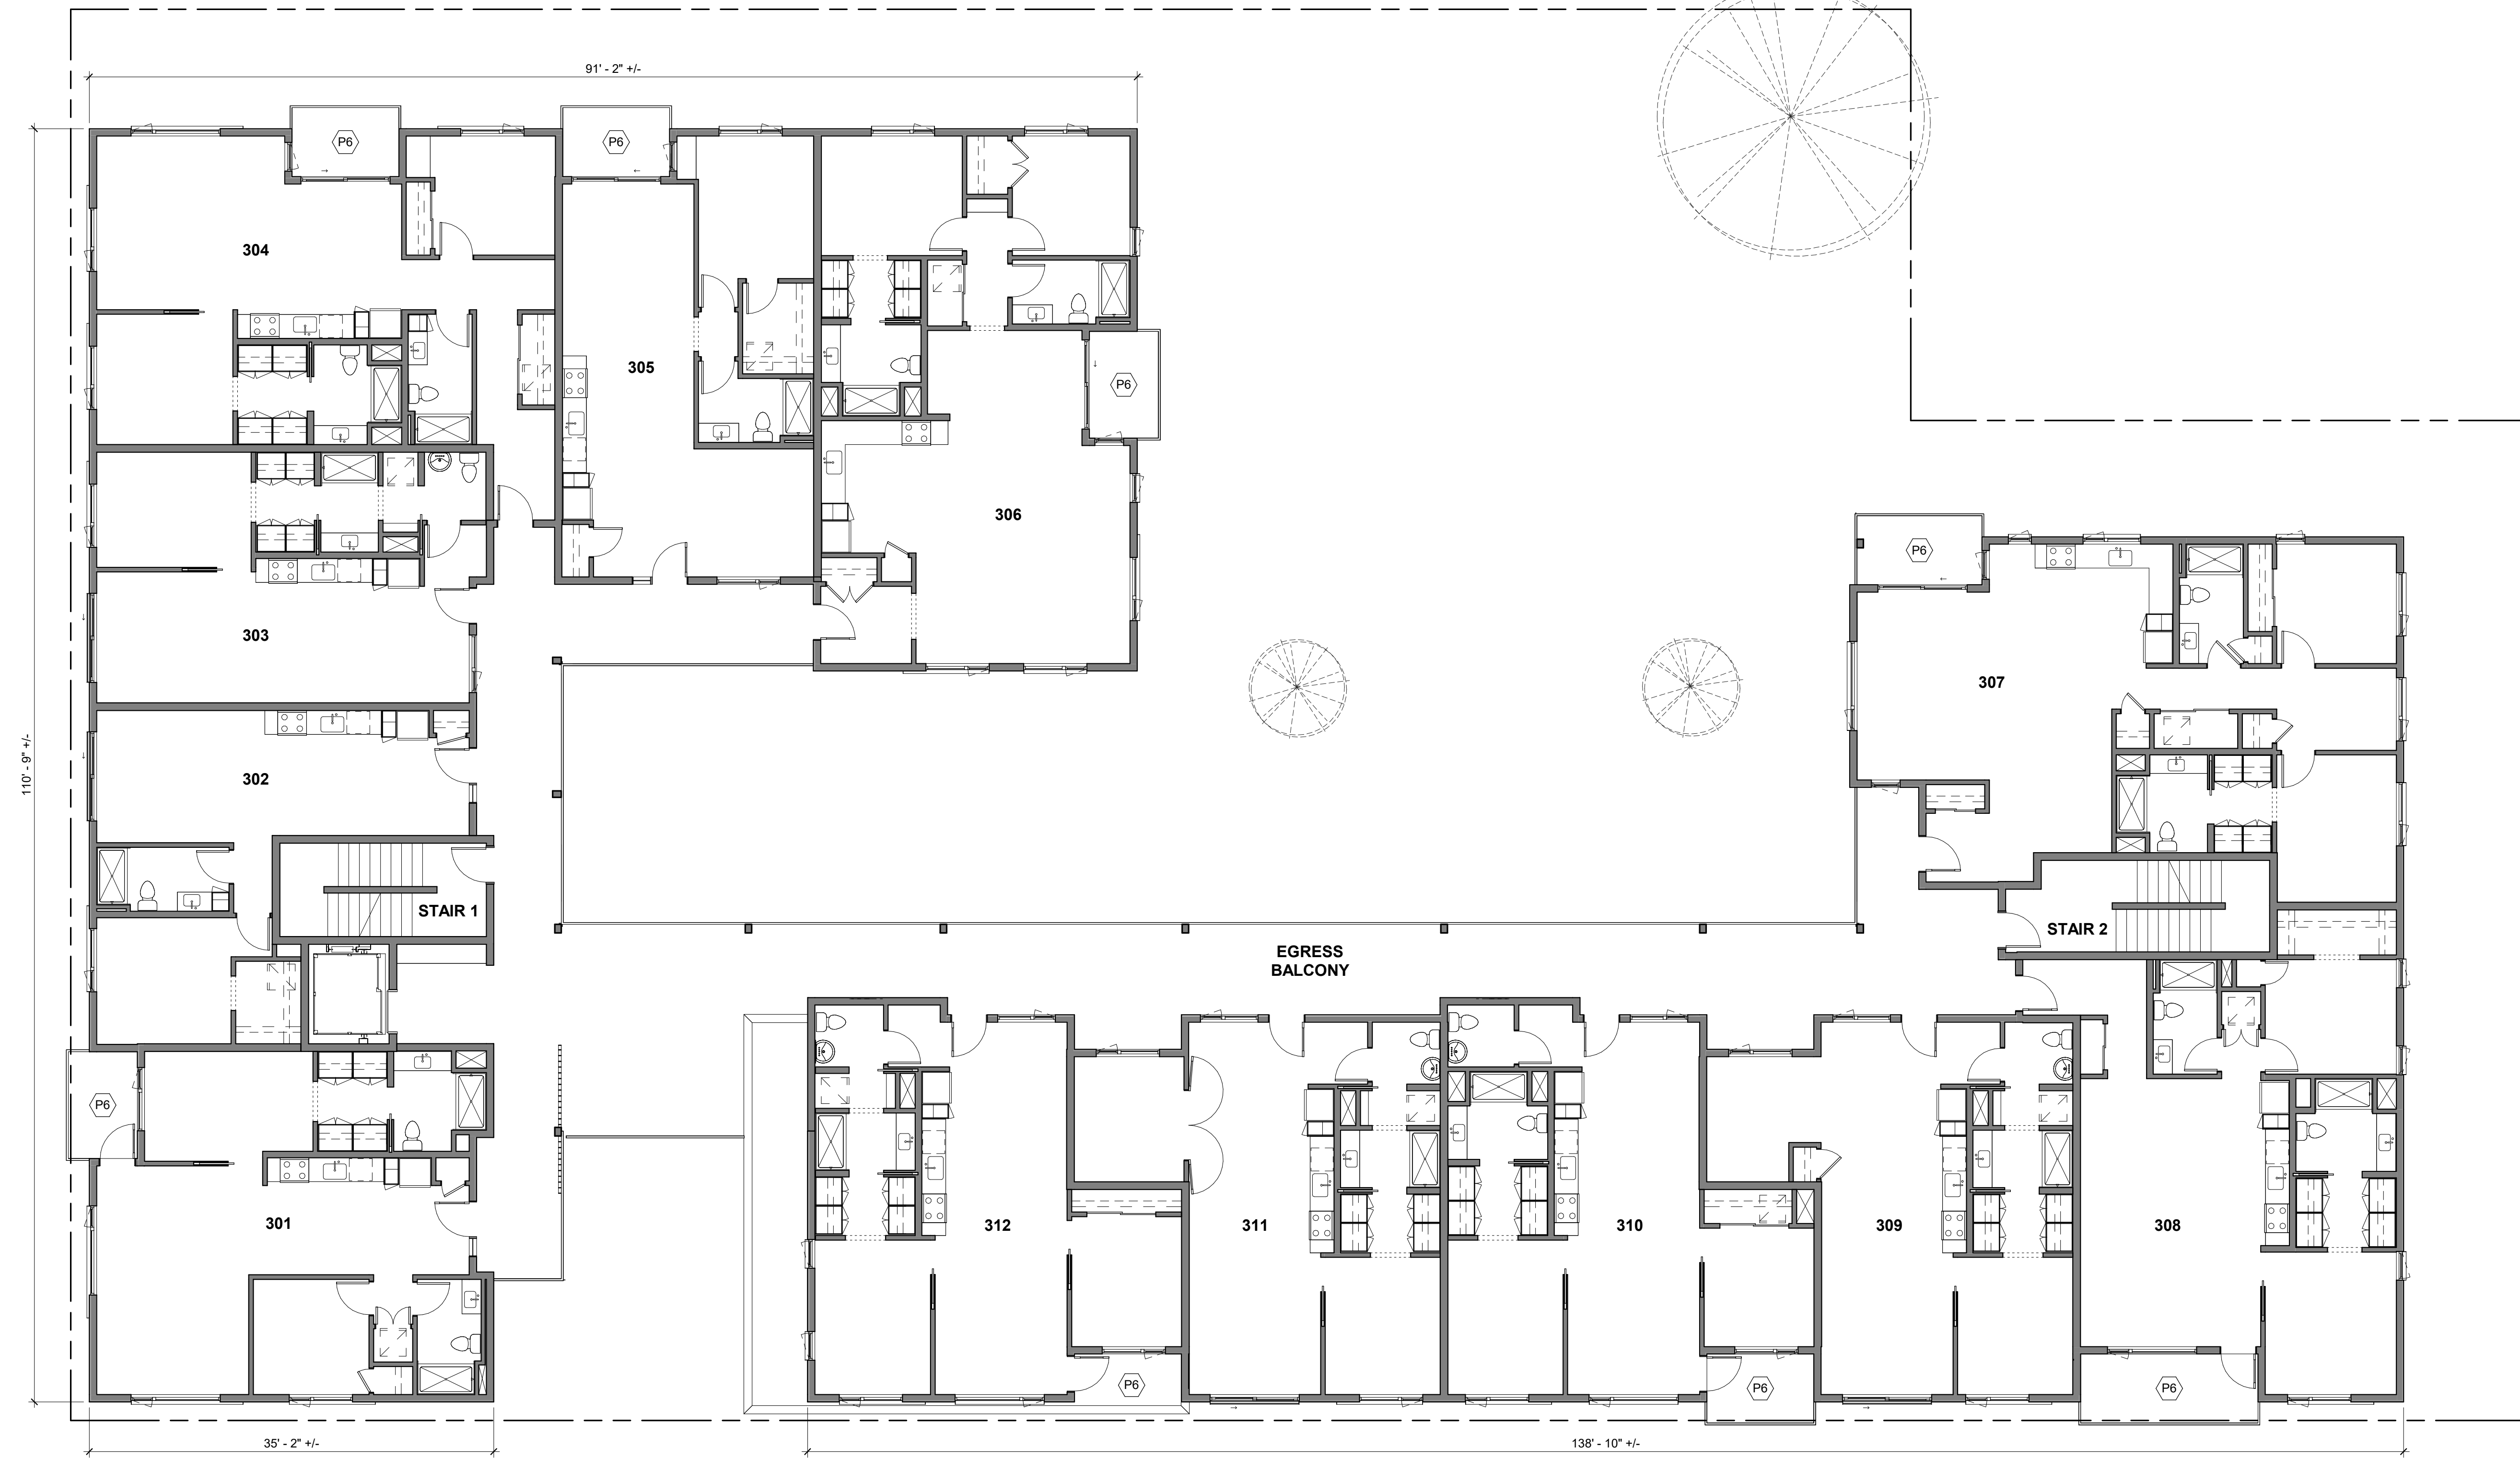 91' - 2" +/-
P6
P6
304
305
P6
306
P6
303
307
110' - 9" +/-
302
STAIR 1
STAIR 2
EGRESS
BALCONY
P6
301
312
311
310
309
308
P6
P6
P6
35' - 2" +/-
138' - 10" +/-